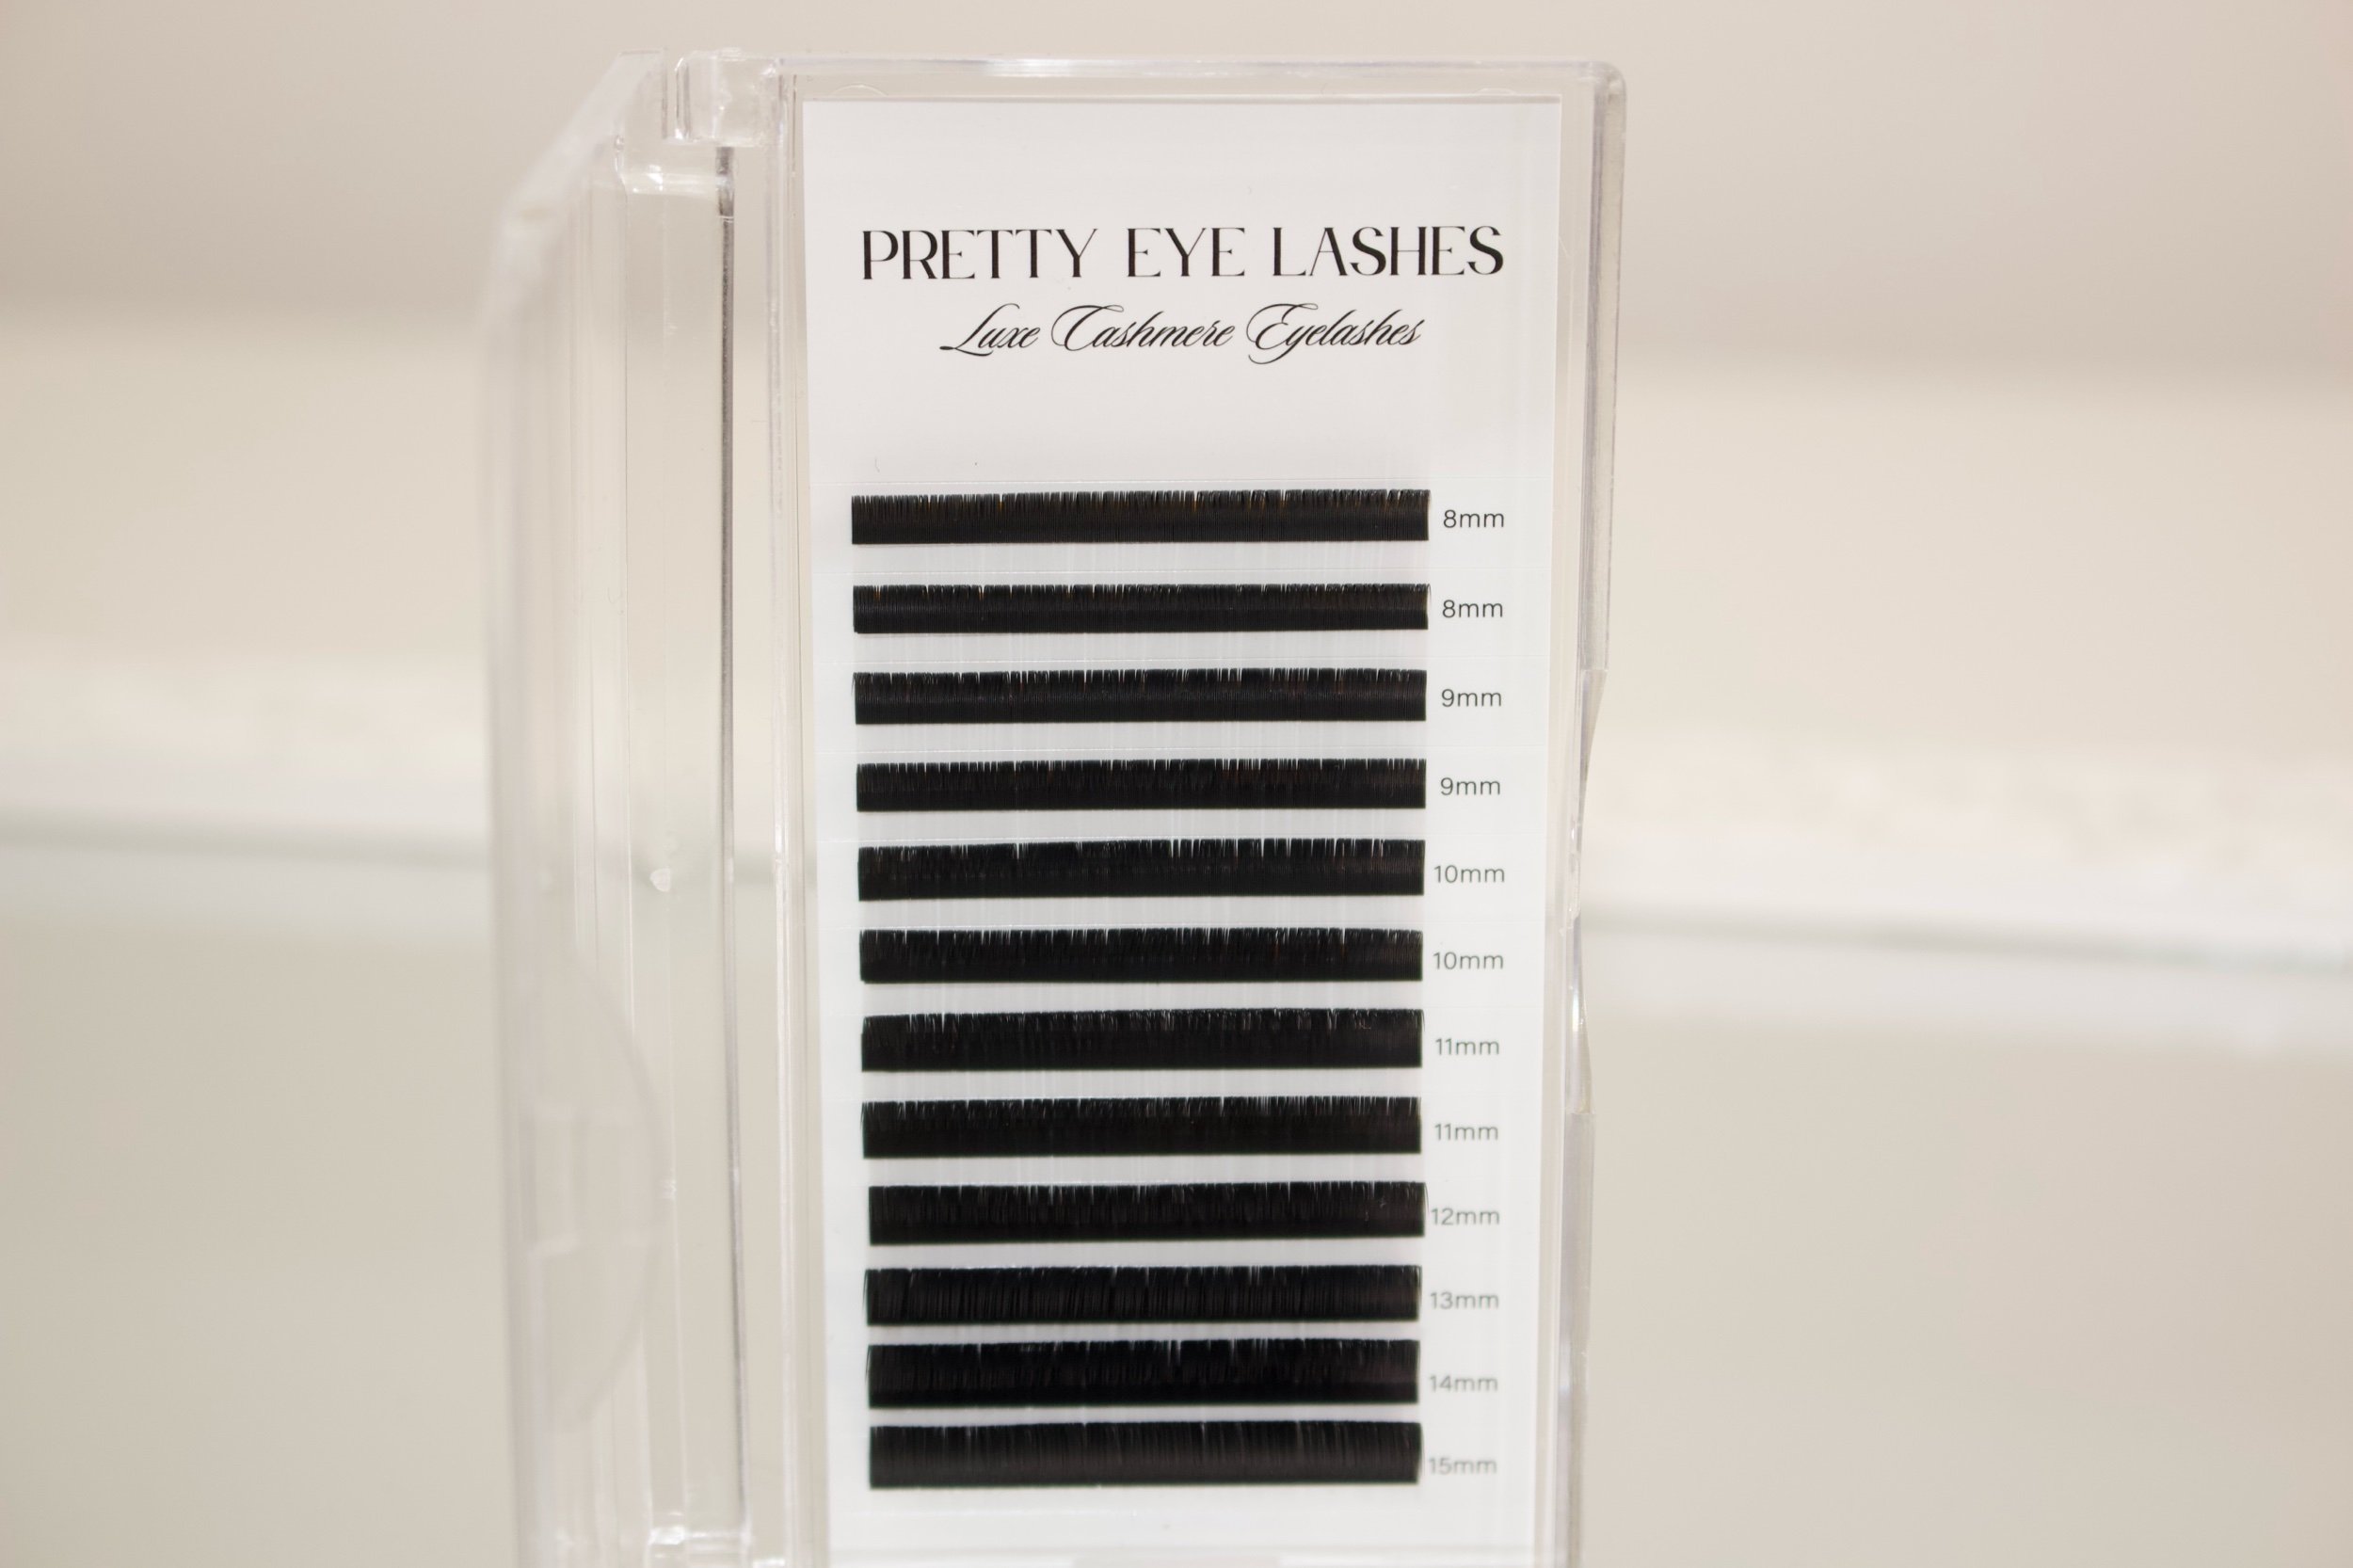 PRETTY EYE LASHES
Luxe Cashmere Eyelashes
8mm
8mm
9mm
9mm
10mm
10mm
11mm
11mm
12mm
13mm
14mm
15mm